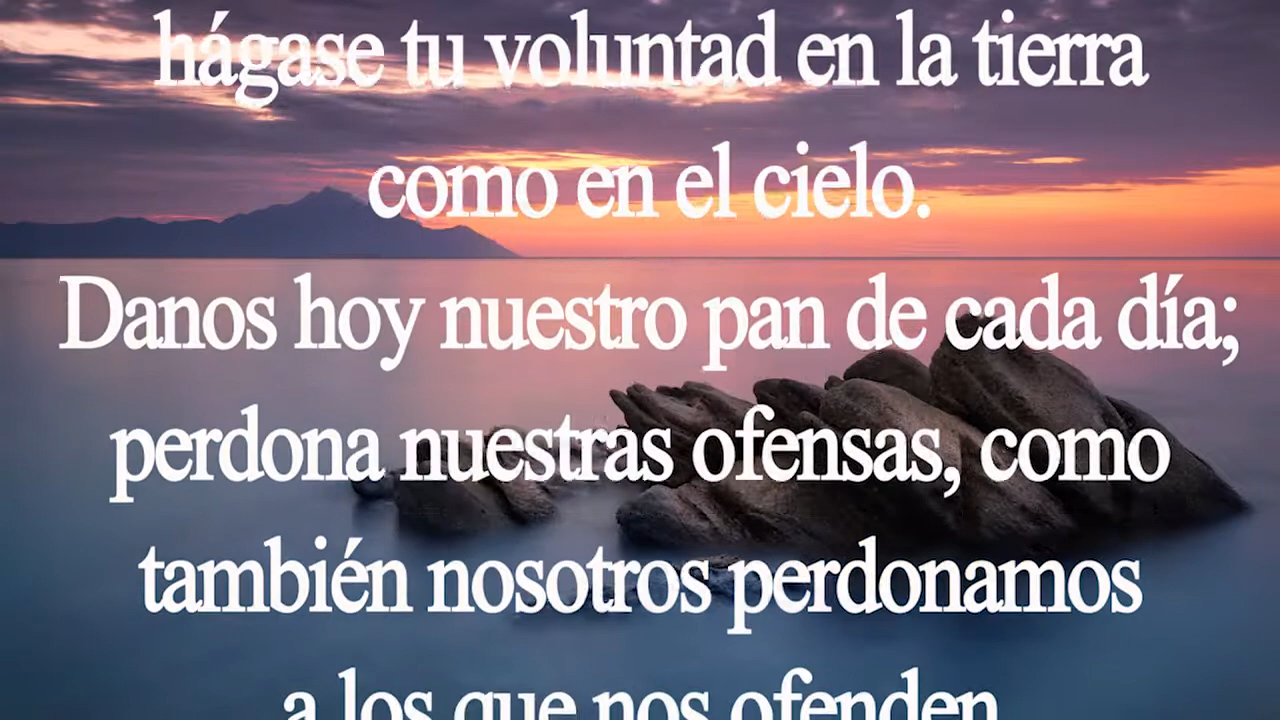 hágase tu voluntad en la tierra
como en el cielo.
Danos hoy nuestro pan de cada día;
perdona nuestras ofensas, como
también nosotros perdonamos
a los que nos ofenden